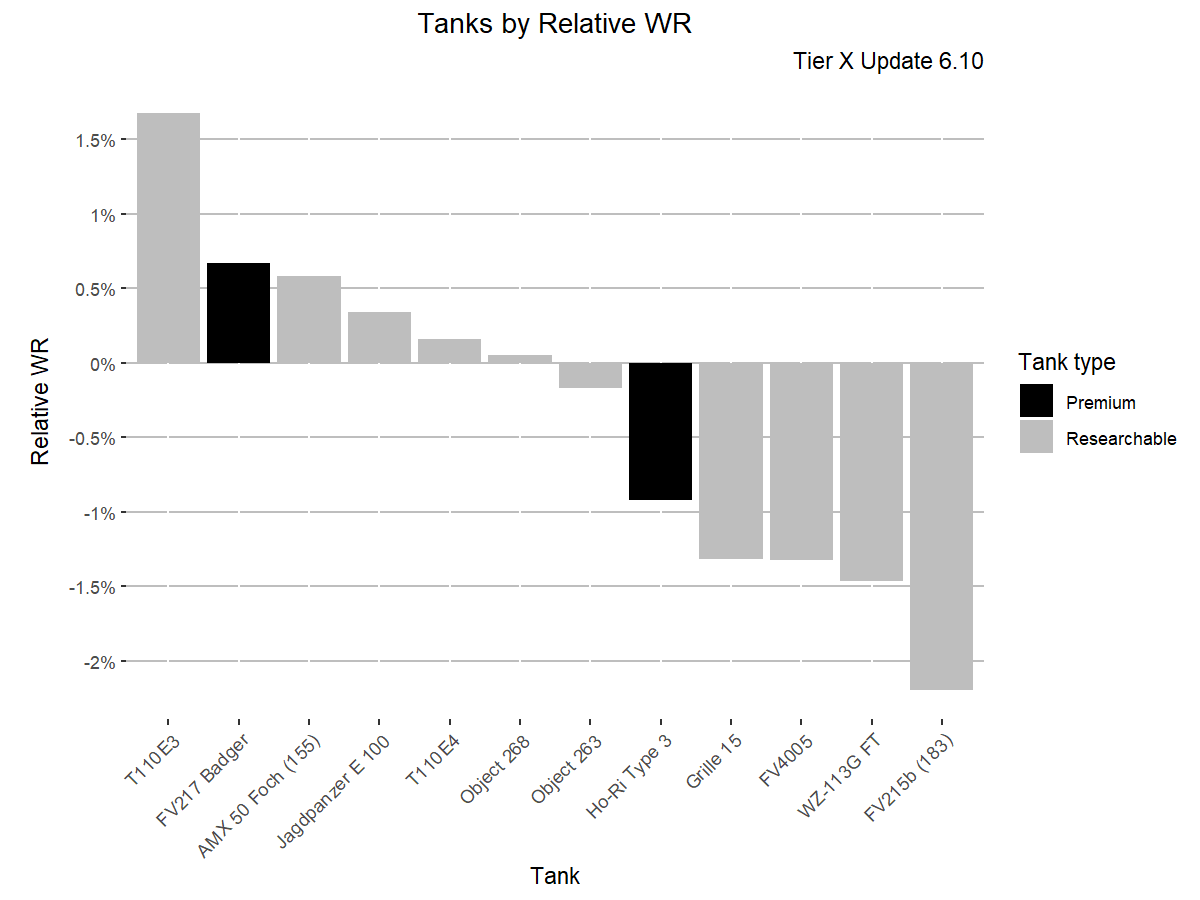 Tanks by Relative WR
Tier X Update 6.10
Relative WR
1.5%
1%
0.5%
0%
-0.5%
-1%
-1.5%
-2%
T110E3
FV217 Badger
AMX 50 Foch (155)
Jagdpanzer E 100
T110E4
Object 268
Object 263
Ho-Ri Type 3
Grille 15
FV4005
WZ-113G FT
FV215b (183)
Tank
Tank type
Premium
Researchable